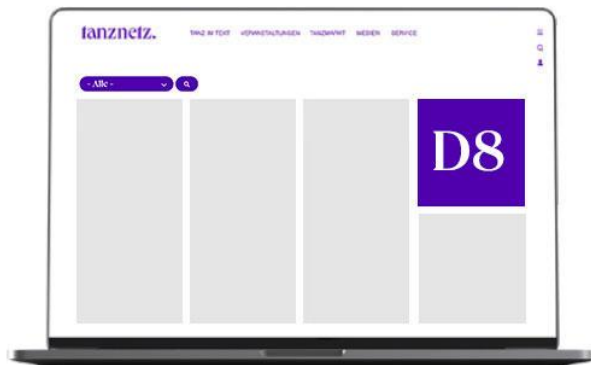 tanznetz.
TANZ IM TEXT VERANSTALTUNGEN TANZMARKT MEDIEN SERVICE
- Alle -
D8